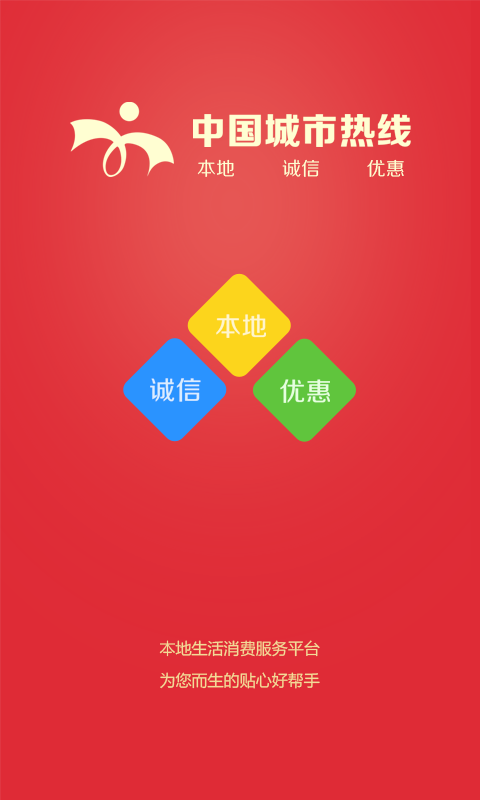 中国城市热线
本地 诚信 优惠
本地
诚信 优惠
本地生活消费服务平台
为您而生的贴心好帮手